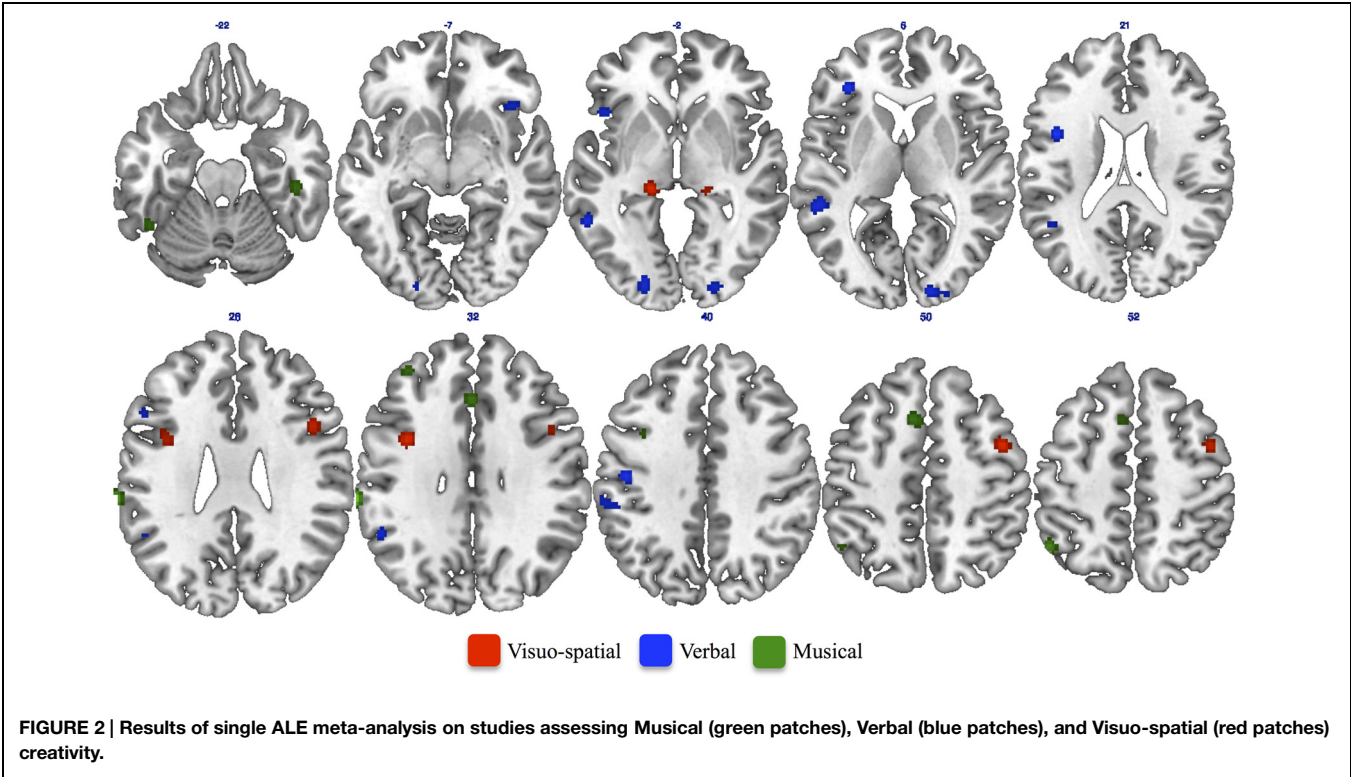 -22 -7 -2 6 21
26 32 40 50 52
Visuo-spatial Verbal Musical
FIGURE 2 | Results of single ALE meta-analysis on studies assessing Musical (green patches), Verbal (blue patches), and Visuo-spatial (red patches)
creativity.